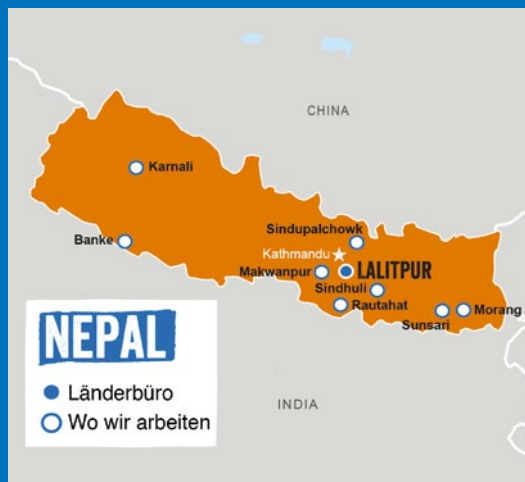 CHINA
Karnali
Sindupalchowk
Banke
Kathmandu
Makwanpur
LALITPUR
Sindhuli
Rautahat
Morang
Sunsari
NEPAL
Länderbüro
Wo wir arbeiten
INDIA